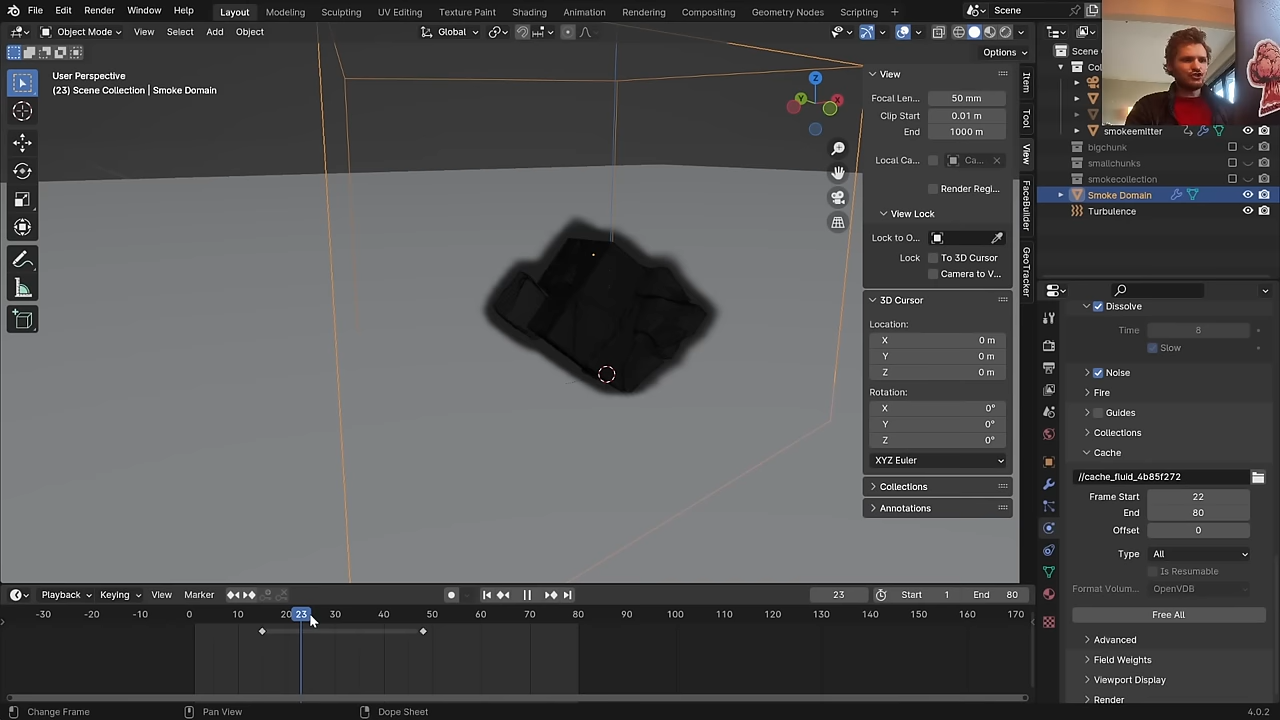 File Edit Render Window Help Layout Modeling Sculpting UV Editing Texture Paint Shading Animation Rendering Compositing Geometry Nodes Scripting + Scene
Object Mode View Select Add Object Global
Options
User Perspective
(23) Scene Collection | Smoke Domain
View
Focal Len... 50 mm
Clip Start 0.01 m
End 1000 m
Local Ca... Ca...
Render Regi...
View Lock
Lock to O...
Lock To 3D Cursor
Camera to V...
3D Cursor
Location:
X 0 m
Y 0 m
Z 0 m
Rotation:
X 0°
Y 0°
Z 0°
XYZ Euler
Collections
Annotations
Item
Tool
View
FaceBuilder
GeoTracker
Scene
Col
smokeemitter
bigchunk
smallchunks
smokecollection
Smoke Domain
Turbulence
Dissolve
Time 8
Slow
Noise
Fire
Guides
Collections
Cache
//cache_fluid_4b85f272
Frame Start 22
End 80
Offset 0
Type All
Is Resumable
Format Volum... OpenVDB
Free All
Advanced
Field Weights
Viewport Display
Render
Playback Keying View Marker 23 Start 1 End 80
-30 -20 -10 0 10 20 23 30 40 50 60 70 80 90 100 110 120 130 140 150 160 170
Change Frame Pan View Dope Sheet 4.0.2